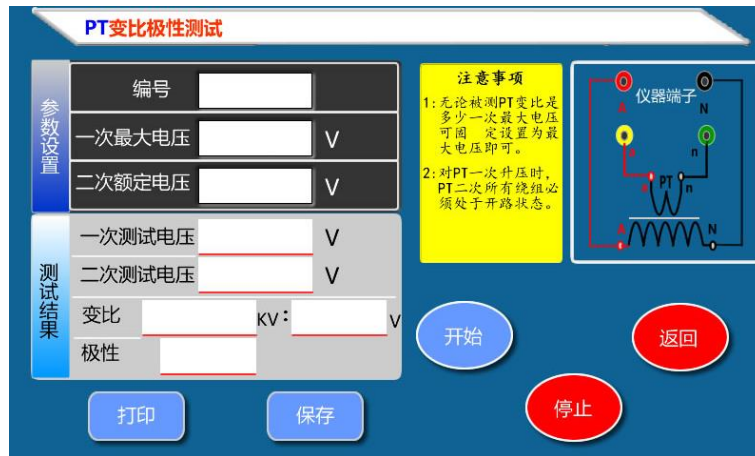 PT变比极性测试
参数设置
编号
一次最大电压 V
二次额定电压 V
测试结果
一次测试电压 V
二次测试电压 V
变比 KV: V
极性
打印
保存
注意事项
1:无论被测PT变比是
多少一次最大电压
可固 定设置为最
大电压即可。
2:对PT一次升压时,
PT二次所有绕组必
须处于开路状态。
仪器端子
A N
a n
a PT n
A N
开始
返回
停止